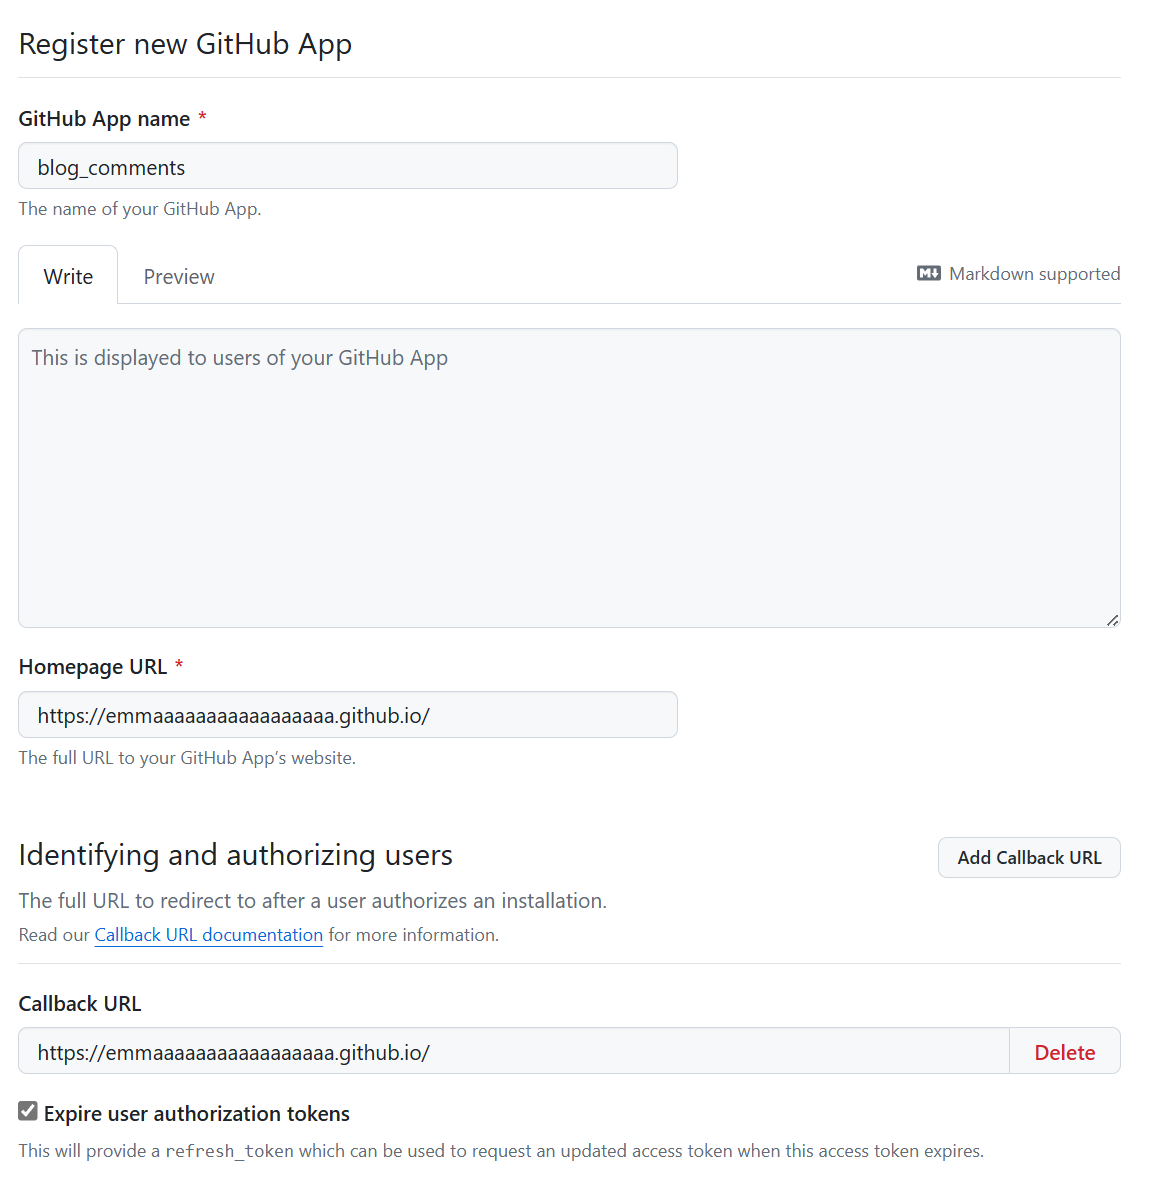 Register new GitHub App
GitHub App name *
blog_comments
The name of your GitHub App.
Write
Preview
Markdown supported
This is displayed to users of your GitHub App
Homepage URL *
https://emmaaaaaaaaaaaaaaaaa.github.io/
The full URL to your GitHub App’s website.
Identifying and authorizing users
Add Callback URL
The full URL to redirect to after a user authorizes an installation.
Read our Callback URL documentation for more information.
Callback URL
https://emmaaaaaaaaaaaaaaaaa.github.io/
Delete
Expire user authorization tokens
This will provide a refresh_token which can be used to request an updated access token when this access token expires.